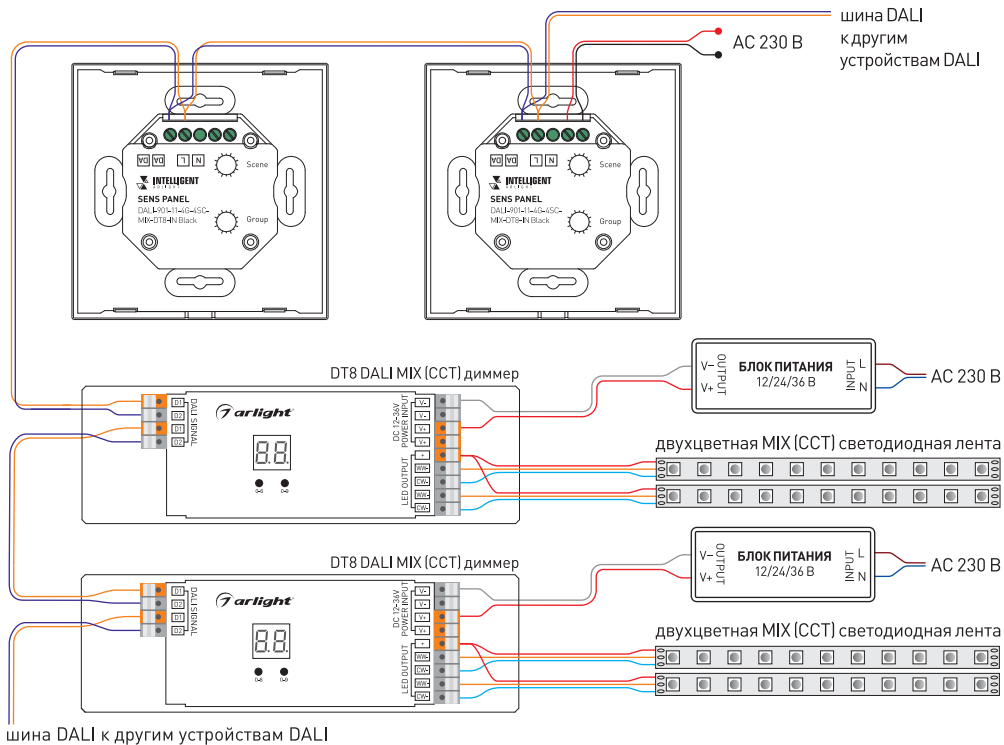 шина DALI
к другим
устройствам DALI
AC 230 В
DA DA L N
Scene
INTELLIGENT
ARLIGHT
SENS PANEL
DALI-901-11-4G-4SC-
MIX-DT8-IN Black
Group
DA DA L N
Scene
INTELLIGENT
ARLIGHT
SENS PANEL
DALI-901-11-4G-4SC-
MIX-DT8-IN Black
Group
DT8 DALI MIX (CCT) диммер
D1
D2
D1
D2
DALI SIGNAL
arlight
88.
DC 12-36V
POWER INPUT
LED OUTPUT
V-
V-
V+
V+
+
WW-
CW-
WW-
CW-
V-
V+
OUTPUT
БЛОК ПИТАНИЯ
12/24/36 В
INPUT
L
N
AC 230 В
двухцветная MIX (CCT) светодиодная лента
DT8 DALI MIX (CCT) диммер
D1
D2
D1
D2
DALI SIGNAL
arlight
88.
DC 12-36V
POWER INPUT
LED OUTPUT
V-
V-
V+
V+
+
WW-
CW-
WW-
CW-
V-
V+
OUTPUT
БЛОК ПИТАНИЯ
12/24/36 В
INPUT
L
N
AC 230 В
двухцветная MIX (CCT) светодиодная лента
шина DALI к другим устройствам DALI